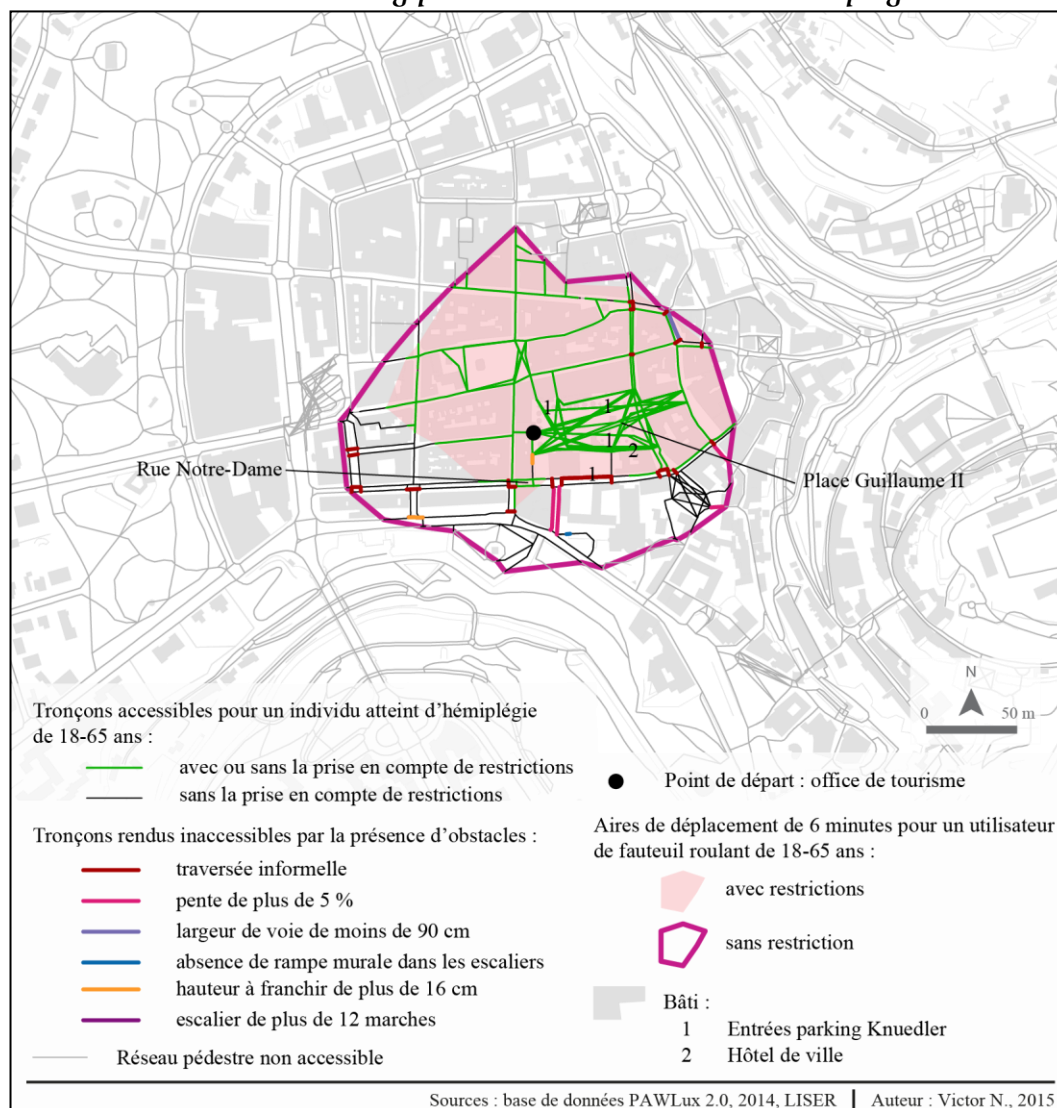 Rue Notre-Dame
Place Guillaume II
1
1
1
2
1
N
0 50 m
Tronçons accessibles pour un individu atteint d’hémiplégie
de 18-65 ans :
avec ou sans la prise en compte de restrictions
sans la prise en compte de restrictions
Tronçons rendus inaccessibles par la présence d’obstacles :
traversée informelle
pente de plus de 5 %
largeur de voie de moins de 90 cm
absence de rampe murale dans les escaliers
hauteur à franchir de plus de 16 cm
escalier de plus de 12 marches
Réseau pédestre non accessible
Point de départ : office de tourisme
Aires de déplacement de 6 minutes pour un utilisateur
de fauteuil roulant de 18-65 ans :
avec restrictions
sans restriction
Bâti :
1 Entrées parking Knuedler
2 Hôtel de ville
Sources : base de données PAWLux 2.0, 2014, LISER | Auteur : Victor N., 2015